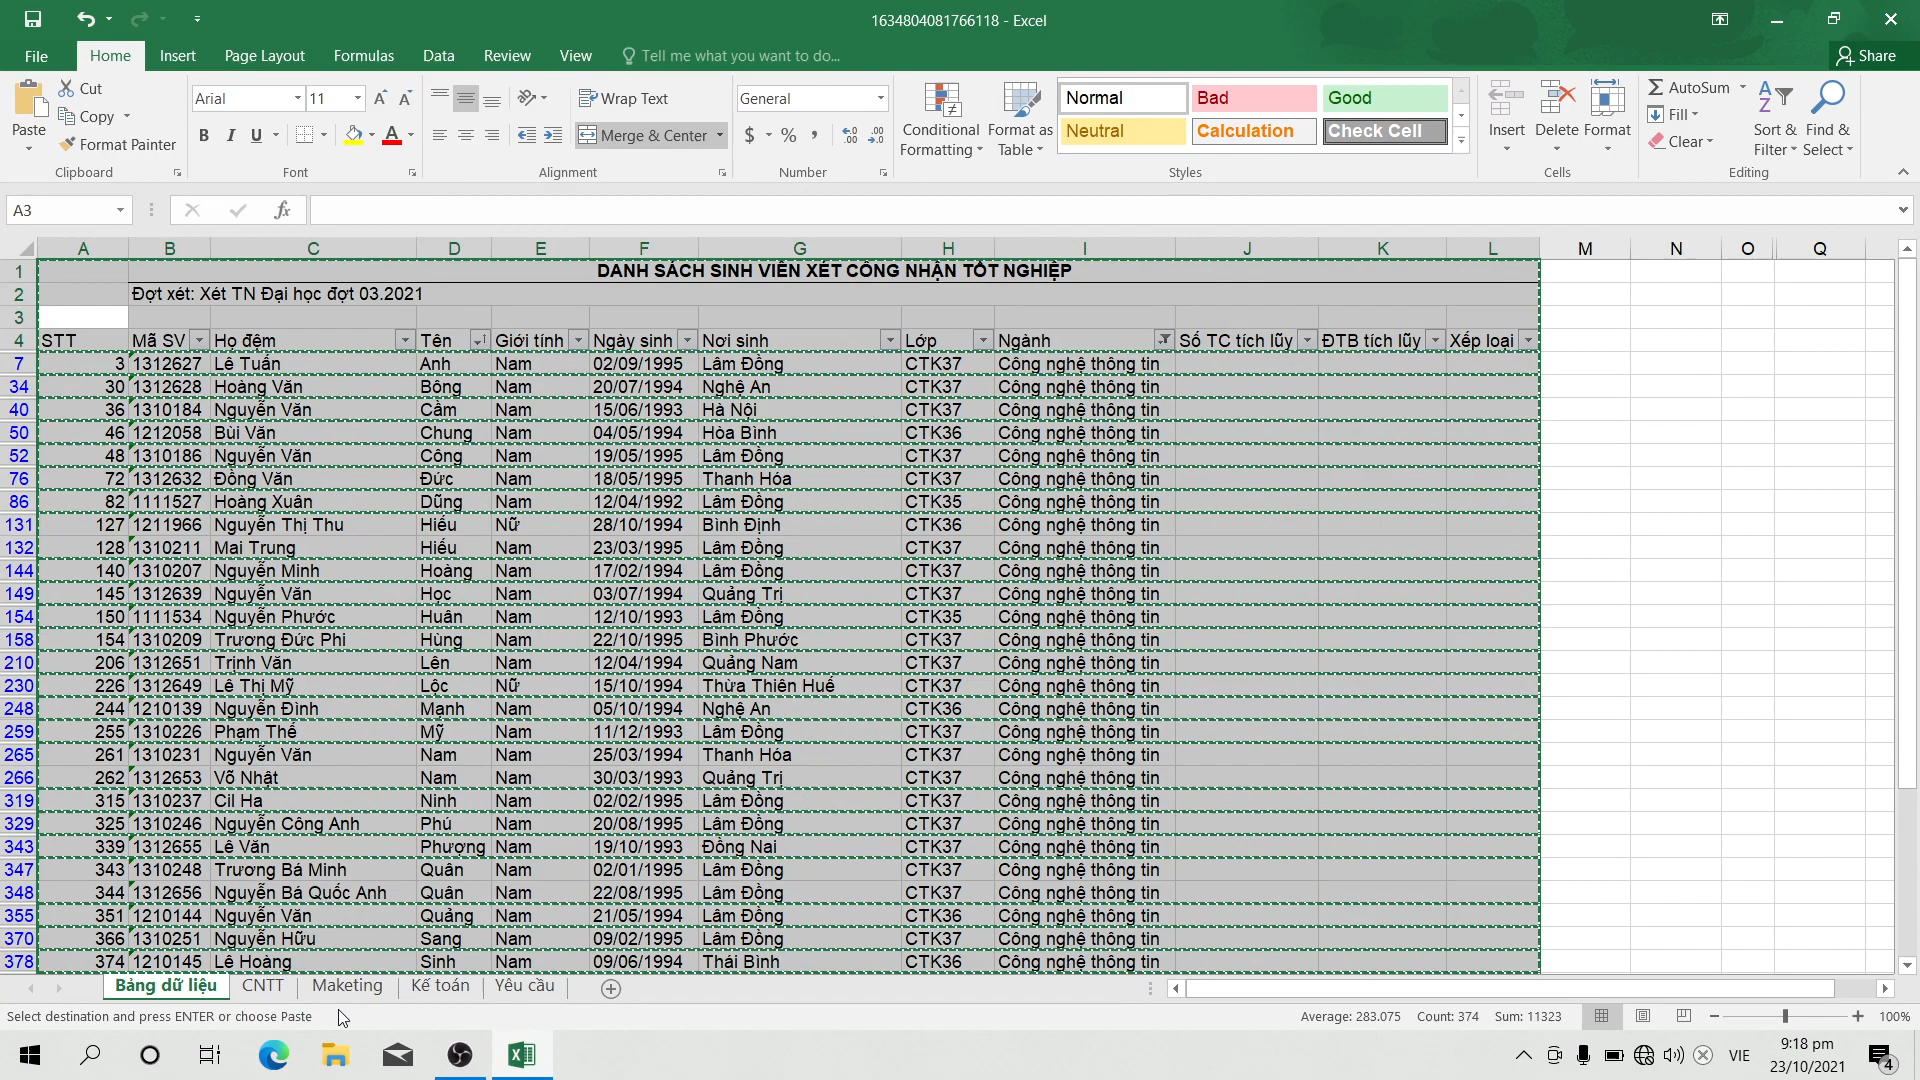 1634804081766118 - Excel
File Home Insert Page Layout Formulas Data Review View Tell me what you want to do... Share
Paste Cut Copy Format Painter Clipboard
Arial 11 B I U A Font
Wrap Text Merge & Center Alignment
General $ % , Number
Conditional Formatting Format as Table Normal Bad Good Neutral Calculation Check Cell Styles
Insert Delete Format Cells
AutoSum Fill Clear Sort & Filter Find & Select Editing
A3 fx
A B C D E F G H I J K L M N O Q
1 DANH SÁCH SINH VIÊN XÉT CÔNG NHẬN TỐT NGHIỆP
2 Đợt xét: Xét TN Đại học đợt 03.2021
3
4 STT Mã SV Họ đệm Tên Giới tính Ngày sinh Nơi sinh Lớp Ngành Số TC tích lũy ĐTB tích lũy Xếp loại
7 3 1312627 Lê Tuấn Anh Nam 02/09/1995 Lâm Đồng CTK37 Công nghệ thông tin
34 30 1312628 Hoàng Văn Bông Nam 20/07/1994 Nghệ An CTK37 Công nghệ thông tin
40 36 1310184 Nguyễn Văn Cầm Nam 15/06/1993 Hà Nội CTK37 Công nghệ thông tin
50 46 1212058 Bùi Văn Chung Nam 04/05/1994 Hòa Bình CTK36 Công nghệ thông tin
52 48 1310186 Nguyễn Văn Công Nam 19/05/1995 Lâm Đồng CTK37 Công nghệ thông tin
76 72 1312632 Đồng Văn Đức Nam 18/05/1995 Thanh Hóa CTK37 Công nghệ thông tin
86 82 1111527 Hoàng Xuân Dũng Nam 12/04/1992 Lâm Đồng CTK35 Công nghệ thông tin
131 127 1211966 Nguyễn Thị Thu Hiếu Nữ 28/10/1994 Bình Định CTK36 Công nghệ thông tin
132 128 1310211 Mai Trung Hiếu Nam 23/03/1995 Lâm Đồng CTK37 Công nghệ thông tin
144 140 1310207 Nguyễn Minh Hoàng Nam 17/02/1994 Lâm Đồng CTK37 Công nghệ thông tin
149 145 1312639 Nguyễn Văn Học Nam 03/07/1994 Quảng Trị CTK37 Công nghệ thông tin
154 150 1111534 Nguyễn Phước Huân Nam 12/10/1993 Lâm Đồng CTK35 Công nghệ thông tin
158 154 1310209 Trương Đức Phi Hùng Nam 22/10/1995 Bình Phước CTK37 Công nghệ thông tin
210 206 1312651 Trịnh Văn Lên Nam 12/04/1994 Quảng Nam CTK37 Công nghệ thông tin
230 226 1312649 Lê Thị Mỹ Lộc Nữ 15/10/1994 Thừa Thiên Huế CTK37 Công nghệ thông tin
248 244 1210139 Nguyễn Đình Mạnh Nam 05/10/1994 Nghệ An CTK36 Công nghệ thông tin
259 255 1310226 Phạm Thế Mỹ Nam 11/12/1993 Lâm Đồng CTK37 Công nghệ thông tin
265 261 1310231 Nguyễn Văn Nam Nam 25/03/1994 Thanh Hóa CTK37 Công nghệ thông tin
266 262 1312653 Võ Nhật Nam Nam 30/03/1993 Quảng Trị CTK37 Công nghệ thông tin
319 315 1310237 Cil Ha Ninh Nam 02/02/1995 Lâm Đồng CTK37 Công nghệ thông tin
329 325 1310246 Nguyễn Công Anh Phú Nam 20/08/1995 Lâm Đồng CTK37 Công nghệ thông tin
343 339 1312655 Lê Văn Phượng Nam 19/10/1993 Đồng Nai CTK37 Công nghệ thông tin
347 343 1310248 Trương Bá Minh Quân Nam 02/01/1995 Lâm Đồng CTK37 Công nghệ thông tin
348 344 1312656 Nguyễn Bá Quốc Anh Quân Nam 22/08/1995 Lâm Đồng CTK37 Công nghệ thông tin
355 351 1210144 Nguyễn Văn Quảng Nam 21/05/1994 Lâm Đồng CTK36 Công nghệ thông tin
370 366 1310251 Nguyễn Hữu Sang Nam 09/02/1995 Lâm Đồng CTK37 Công nghệ thông tin
378 374 1210145 Lê Hoàng Sinh Nam 09/06/1994 Thái Bình CTK36 Công nghệ thông tin
Bảng dữ liệu CNTT Maketing Kế toán Yêu cầu
Select destination and press ENTER or choose Paste Average: 283.075 Count: 374 Sum: 11323 100%
VIE 9:18 pm
23/10/2021 4